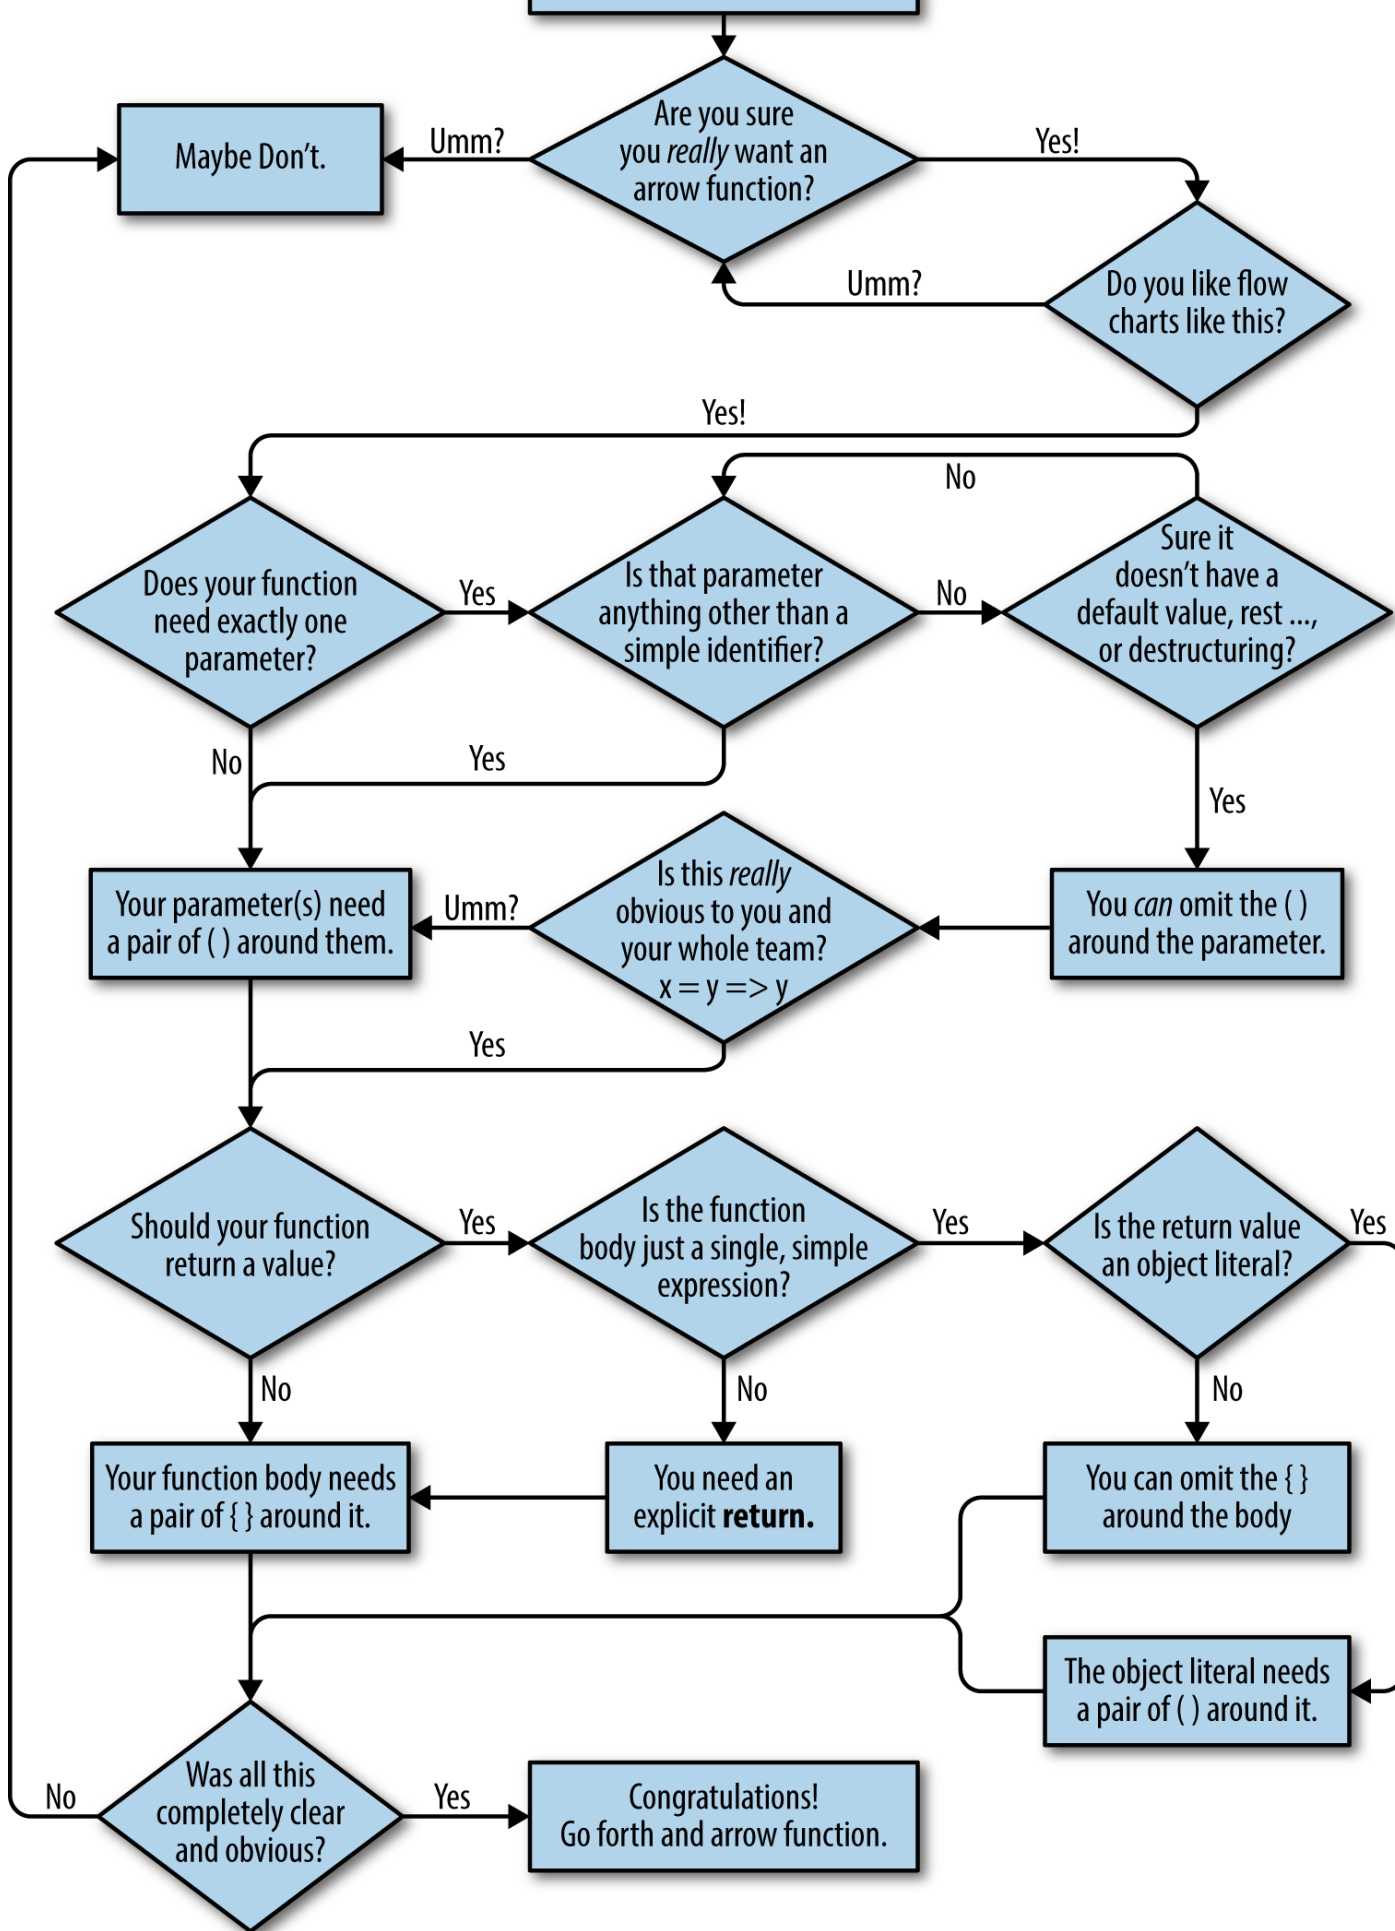 Are you sure
you really want an
arrow function?
Umm?
Maybe Don't.
Yes!
Do you like flow
charts like this?
Umm?
Yes!
Does your function
need exactly one
parameter?
Yes
Is that parameter
anything other than a
simple identifier?
No
Sure it
doesn't have a
default value, rest ...,
or destructuring?
No
No
Yes
Yes
Your parameter(s) need
a pair of ( ) around them.
Umm?
Is this really
obvious to you and
your whole team?
x = y => y
You can omit the ( )
around the parameter.
Yes
Should your function
return a value?
Yes
Is the function
body just a single, simple
expression?
Yes
Is the return value
an object literal?
Yes
No
No
No
Your function body needs
a pair of { } around it.
You need an
explicit return.
You can omit the { }
around the body
The object literal needs
a pair of ( ) around it.
No
Was all this
completely clear
and obvious?
Yes
Congratulations!
Go forth and arrow function.